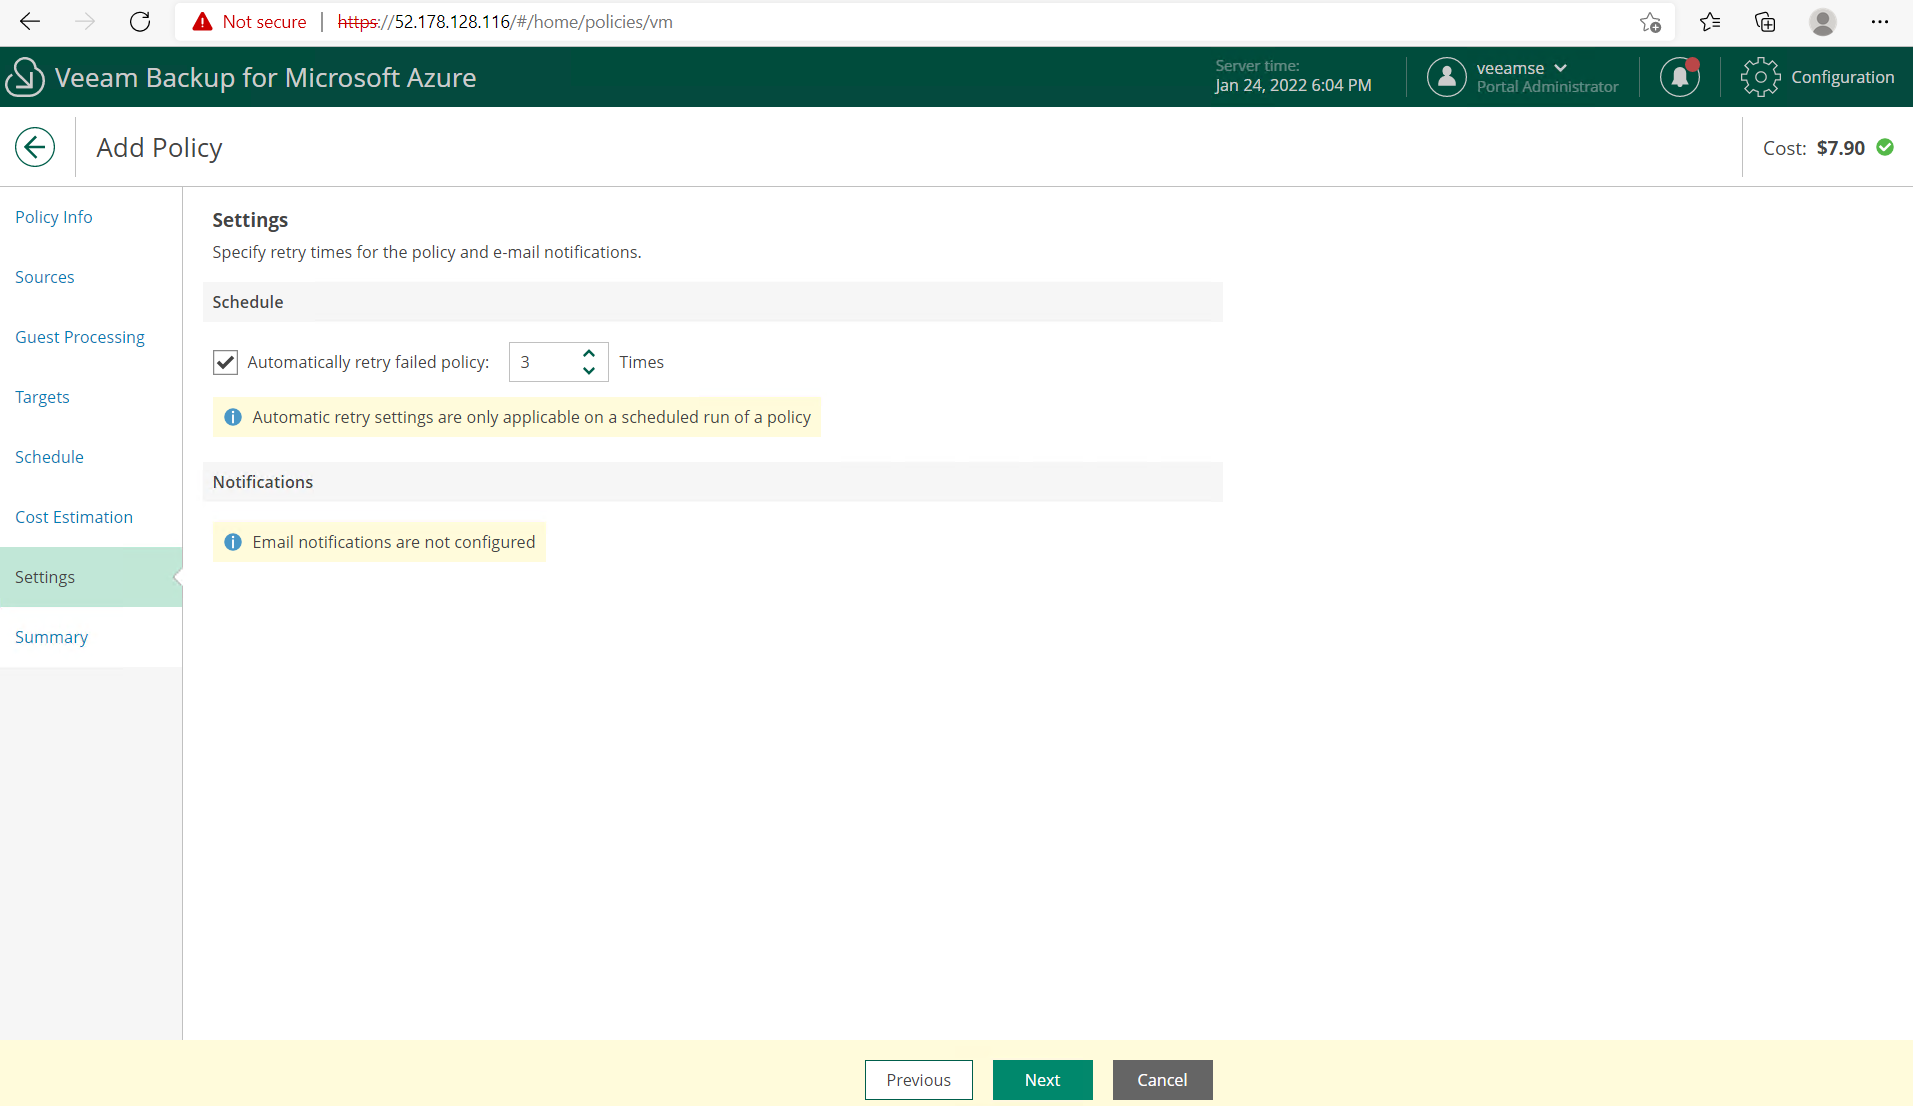 Not secure | https://52.178.128.116/#/home/policies/vm
Veeam Backup for Microsoft Azure
Server time:
Jan 24, 2022 6:04 PM
veeamse
Portal Administrator
Configuration
Add Policy
Cost: $7.90
Policy Info
Sources
Guest Processing
Targets
Schedule
Cost Estimation
Settings
Summary
Settings
Specify retry times for the policy and e-mail notifications.
Schedule
Automatically retry failed policy: 3 Times
Automatic retry settings are only applicable on a scheduled run of a policy
Notifications
Email notifications are not configured
Previous
Next
Cancel